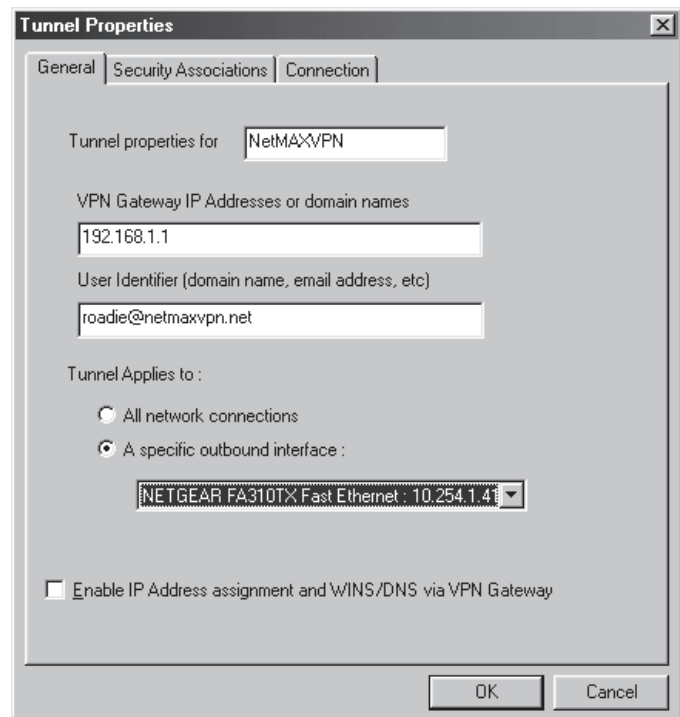 Tunnel Properties
General Security Associations Connection
Tunnel properties for NetMAXVPN
VPN Gateway IP Addresses or domain names
192.168.1.1
User Identifier (domain name, email address, etc)
roadie@netmaxvpn.net
Tunnel Applies to :
All network connections
A specific outbound interface :
NETGEAR FA310TX Fast Ethernet : 10.254.1.41
Enable IP Address assignment and WINS/DNS via VPN Gateway
OK Cancel